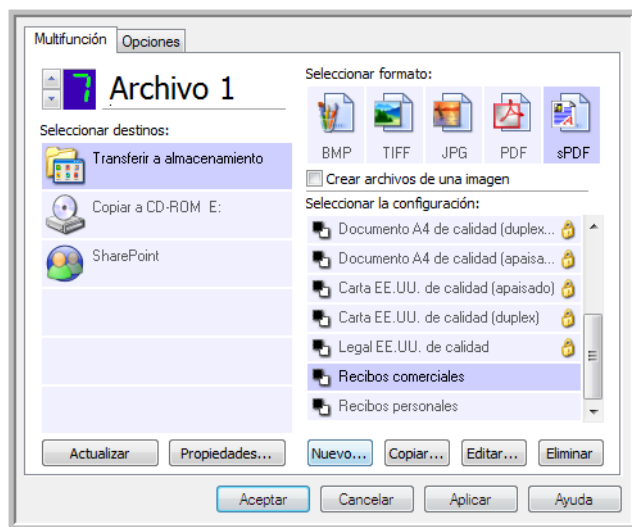 Multifunción
Opciones
7
Archivo 1
Seleccionar destinos:
Transferir a almacenamiento
Copiar a CD-ROM E:
SharePoint
Actualizar
Propiedades...
Seleccionar formato:
BMP TIFF JPG PDF sPDF
Crear archivos de una imagen
Seleccionar la configuración:
Documento A4 de calidad (duplex...
Documento A4 de calidad (apaisa...
Carta EE.UU. de calidad (apaisado)
Carta EE.UU. de calidad (duplex)
Legal EE.UU. de calidad
Recibos comerciales
Recibos personales
Nuevo... Copiar... Editar... Eliminar
Aceptar Cancelar Aplicar Ayuda